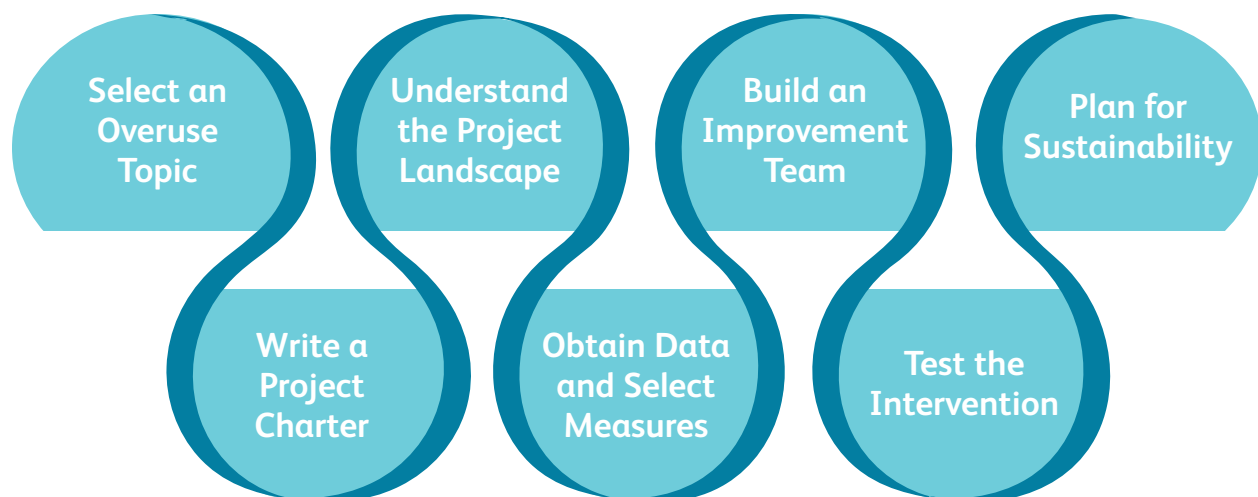 Select an
Overuse
Topic
Write a
Project
Charter
Understand
the Project
Landscape
Obtain Data
and Select
Measures
Build an
Improvement
Team
Test the
Intervention
Plan for
Sustainability